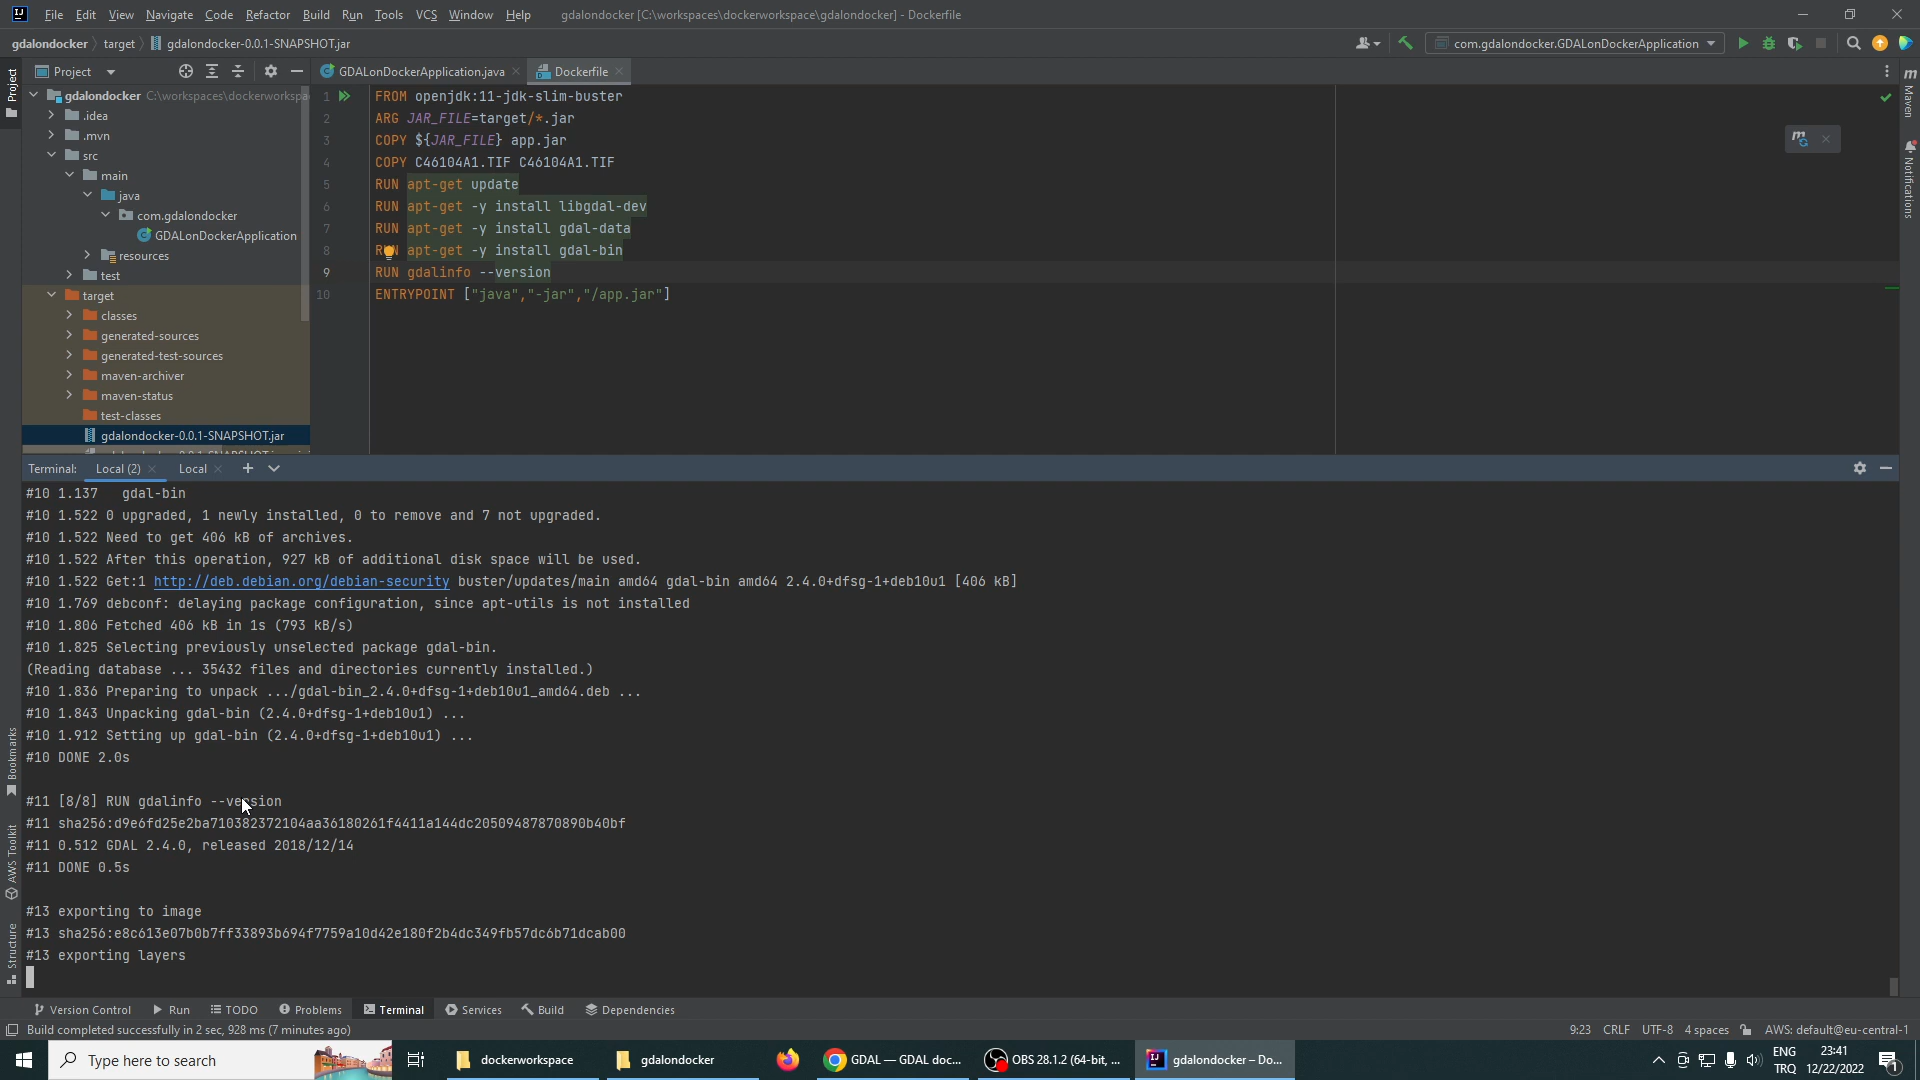 File Edit View Navigate Code Refactor Build Run Tools VCS Window Help gdalondocker [C:\workspaces\dockerworkspace\gdalondocker] - Dockerfile
gdalondocker target gdalondocker-0.0.1-SNAPSHOT.jar com.gdalondocker.GDALonDockerApplication
Project GDALonDockerApplication.java Dockerfile
Project
Maven
Notifications
gdalondocker C:\workspaces\dockerworkspa
.idea
.mvn
src
main
java
com.gdalondocker
GDALonDockerApplication
resources
test
target
classes
generated-sources
generated-test-sources
maven-archiver
maven-status
test-classes
gdalondocker-0.0.1-SNAPSHOT.jar
1 FROM openjdk:11-jdk-slim-buster
2 ARG JAR_FILE=target/*.jar
3 COPY ${JAR_FILE} app.jar
4 COPY C46104A1.TIF C46104A1.TIF
5 RUN apt-get update
6 RUN apt-get -y install libgdal-dev
7 RUN apt-get -y install gdal-data
8 RUN apt-get -y install gdal-bin
9 RUN gdalinfo --version
10 ENTRYPOINT ["java","-jar","/app.jar"]
Terminal: Local (2) Local
#10 1.137 gdal-bin
#10 1.522 0 upgraded, 1 newly installed, 0 to remove and 7 not upgraded.
#10 1.522 Need to get 406 kB of archives.
#10 1.522 After this operation, 927 kB of additional disk space will be used.
#10 1.522 Get:1 http://deb.debian.org/debian-security buster/updates/main amd64 gdal-bin amd64 2.4.0+dfsg-1+deb10u1 [406 kB]
#10 1.769 debconf: delaying package configuration, since apt-utils is not installed
#10 1.806 Fetched 406 kB in 1s (793 kB/s)
#10 1.825 Selecting previously unselected package gdal-bin.
(Reading database ... 35432 files and directories currently installed.)
#10 1.836 Preparing to unpack .../gdal-bin_2.4.0+dfsg-1+deb10u1_amd64.deb ...
#10 1.843 Unpacking gdal-bin (2.4.0+dfsg-1+deb10u1) ...
#10 1.912 Setting up gdal-bin (2.4.0+dfsg-1+deb10u1) ...
#10 DONE 2.0s
#11 [8/8] RUN gdalinfo --version
#11 sha256:d9e6fd25e2ba710382372104aa36180261f4411a144dc20509487870890b40bf
#11 0.512 GDAL 2.4.0, released 2018/12/14
#11 DONE 0.5s
#13 exporting to image
#13 sha256:e8c613e07b0b7ff33893b694f7759a10d42e180f2b4dc349fb57dc6b71dcab00
#13 exporting layers
Bookmarks
AWS Toolkit
Structure
Version Control Run TODO Problems Terminal Services Build Dependencies
Build completed successfully in 2 sec, 928 ms (7 minutes ago) 9:23 CRLF UTF-8 4 spaces AWS: default@eu-central-1
Type here to search dockerworkspace gdalondocker GDAL — GDAL doc... OBS 28.1.2 (64-bit, ... gdalondocker – Do... ENG 23:41
TRQ 12/22/2022 1